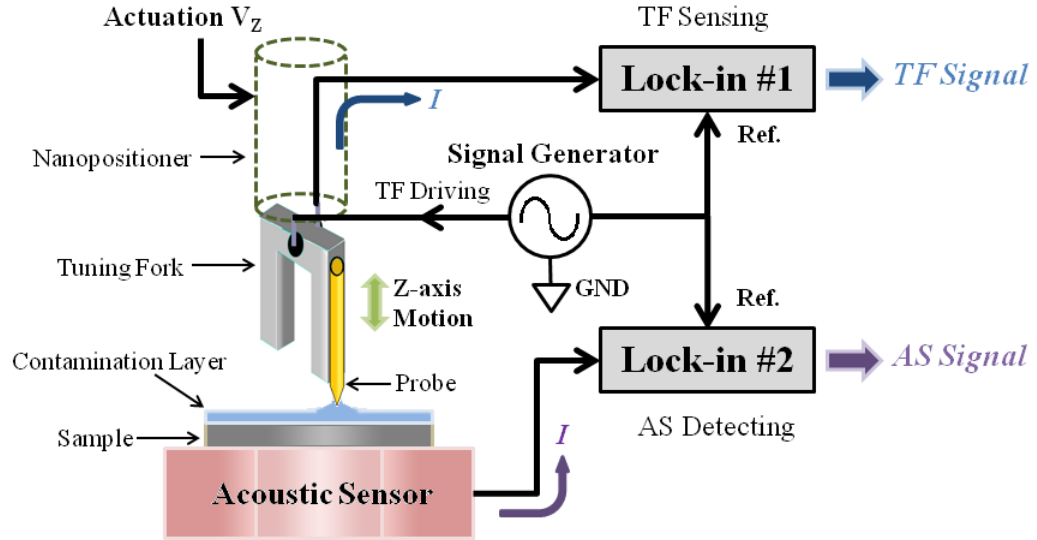 Actuation V_Z
TF Sensing
Lock-in #1
TF Signal
I
Ref.
Nanopositioner
Signal Generator
TF Driving
Tuning Fork
Z-axis
Motion
GND
Ref.
Contamination Layer
Probe
Lock-in #2
AS Signal
Sample
I
AS Detecting
Acoustic Sensor